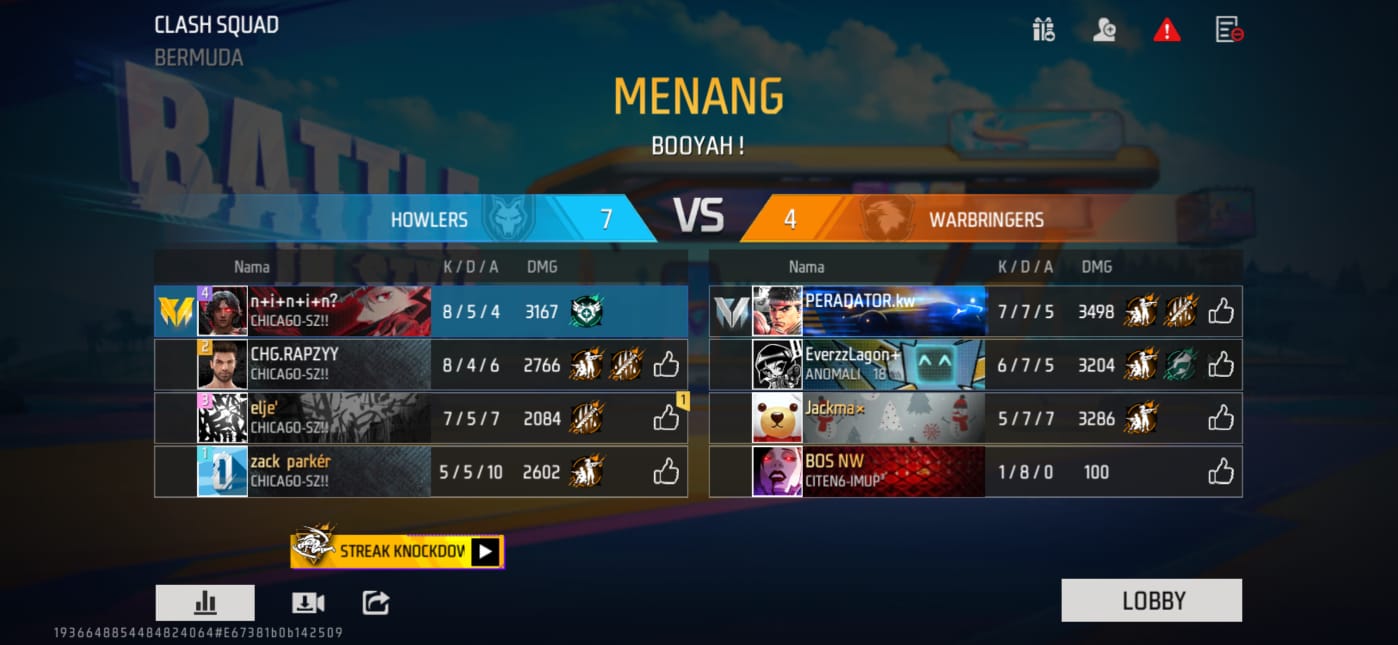 CLASH SQUAD
BERMUDA
MENANG
BOOYAH !
HOWLERS 7 VS 4 WARBRINGERS
Nama K / D / A DMG
4 n+i+n+i+n? 8 / 5 / 4 3167
CHICAGO-SZ!!
2 CHG.RAPZYY 8 / 4 / 6 2766
CHICAGO-SZ!!
3 elje' 7 / 5 / 7 2084 1
CHICAGO-SZ!!
1 zack parkér 5 / 5 / 10 2602
CHICAGO-SZ!!
Nama K / D / A DMG
PERADATOR.kw 7 / 7 / 5 3498
EverzzLagon+ 6 / 7 / 5 3204
ANOMALI 18
Jackma× 5 / 7 / 7 3286
BOS NW 1 / 8 / 0 100
CITEN6-IMUP³
STREAK KNOCKDOW
LOBBY
1936648854484824064#E67381b0b142509